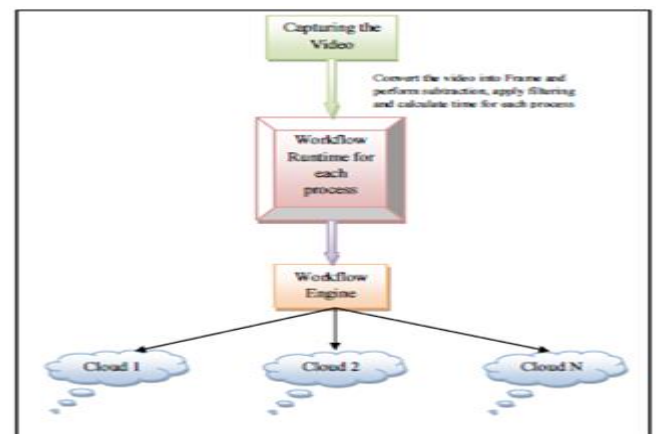 Capturing the
Video
Convert the video into Frame and
perform subtraction, apply filtering
and calculate time for each process
Workflow
Runtime for
each
process
Workflow
Engine
Cloud 1
Cloud 2
Cloud N